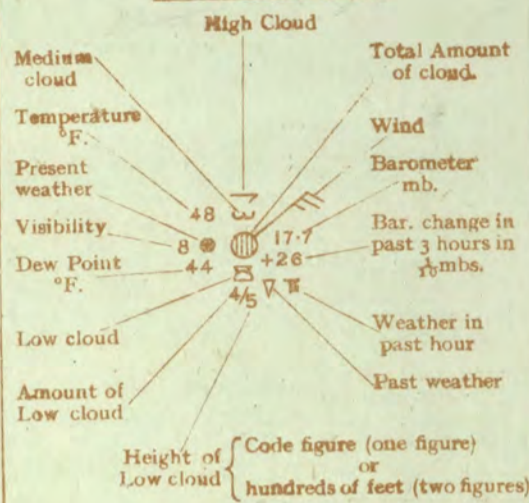 High Cloud
Medium
cloud
Total Amount
of cloud.
Temperature
°F.
Wind
Present
weather
Barometer
mb.
48
Visibility
8
17·7
Bar. change in
past 3 hours in
1/10 mbs.
Dew Point
°F.
44
+26
4/5
Low cloud
Weather in
past hour
Amount of
Low cloud
Past weather
Height of
Low cloud
Code figure (one figure)
or
hundreds of feet (two figures)